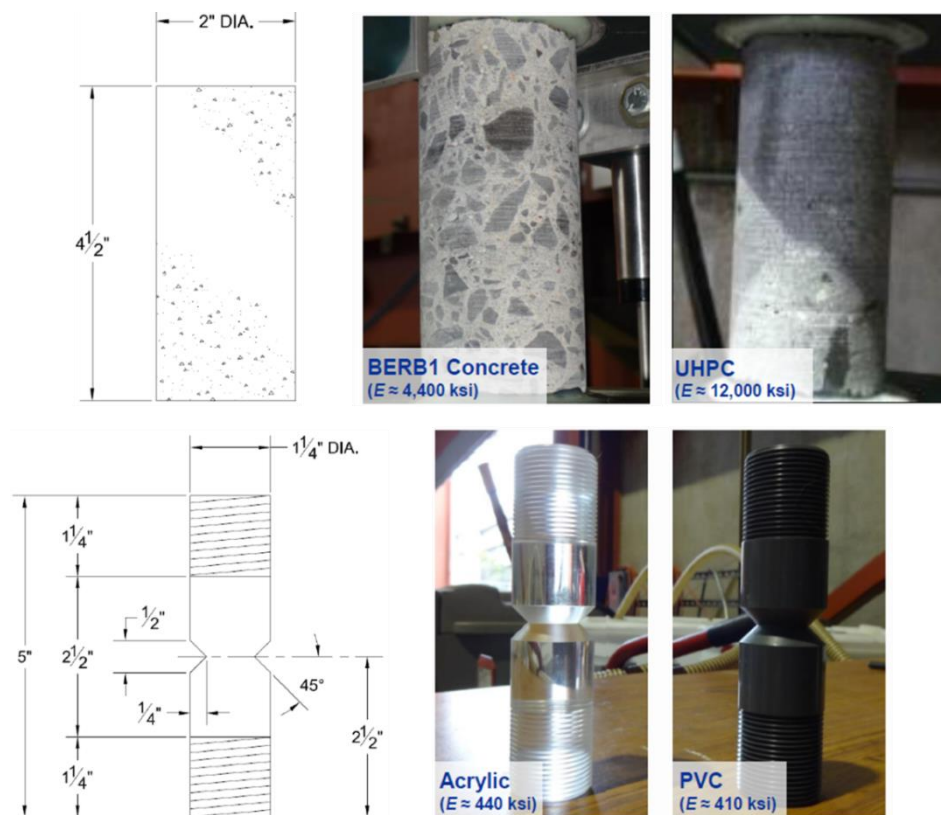 2" DIA.
4½"
BERB1 Concrete
(E ≈ 4,400 ksi)
UHPC
(E ≈ 12,000 ksi)
1¼" DIA.
1¼"
½"
5"
2½"
45°
¼"
2½"
1¼"
Acrylic
(E ≈ 440 ksi)
PVC
(E ≈ 410 ksi)